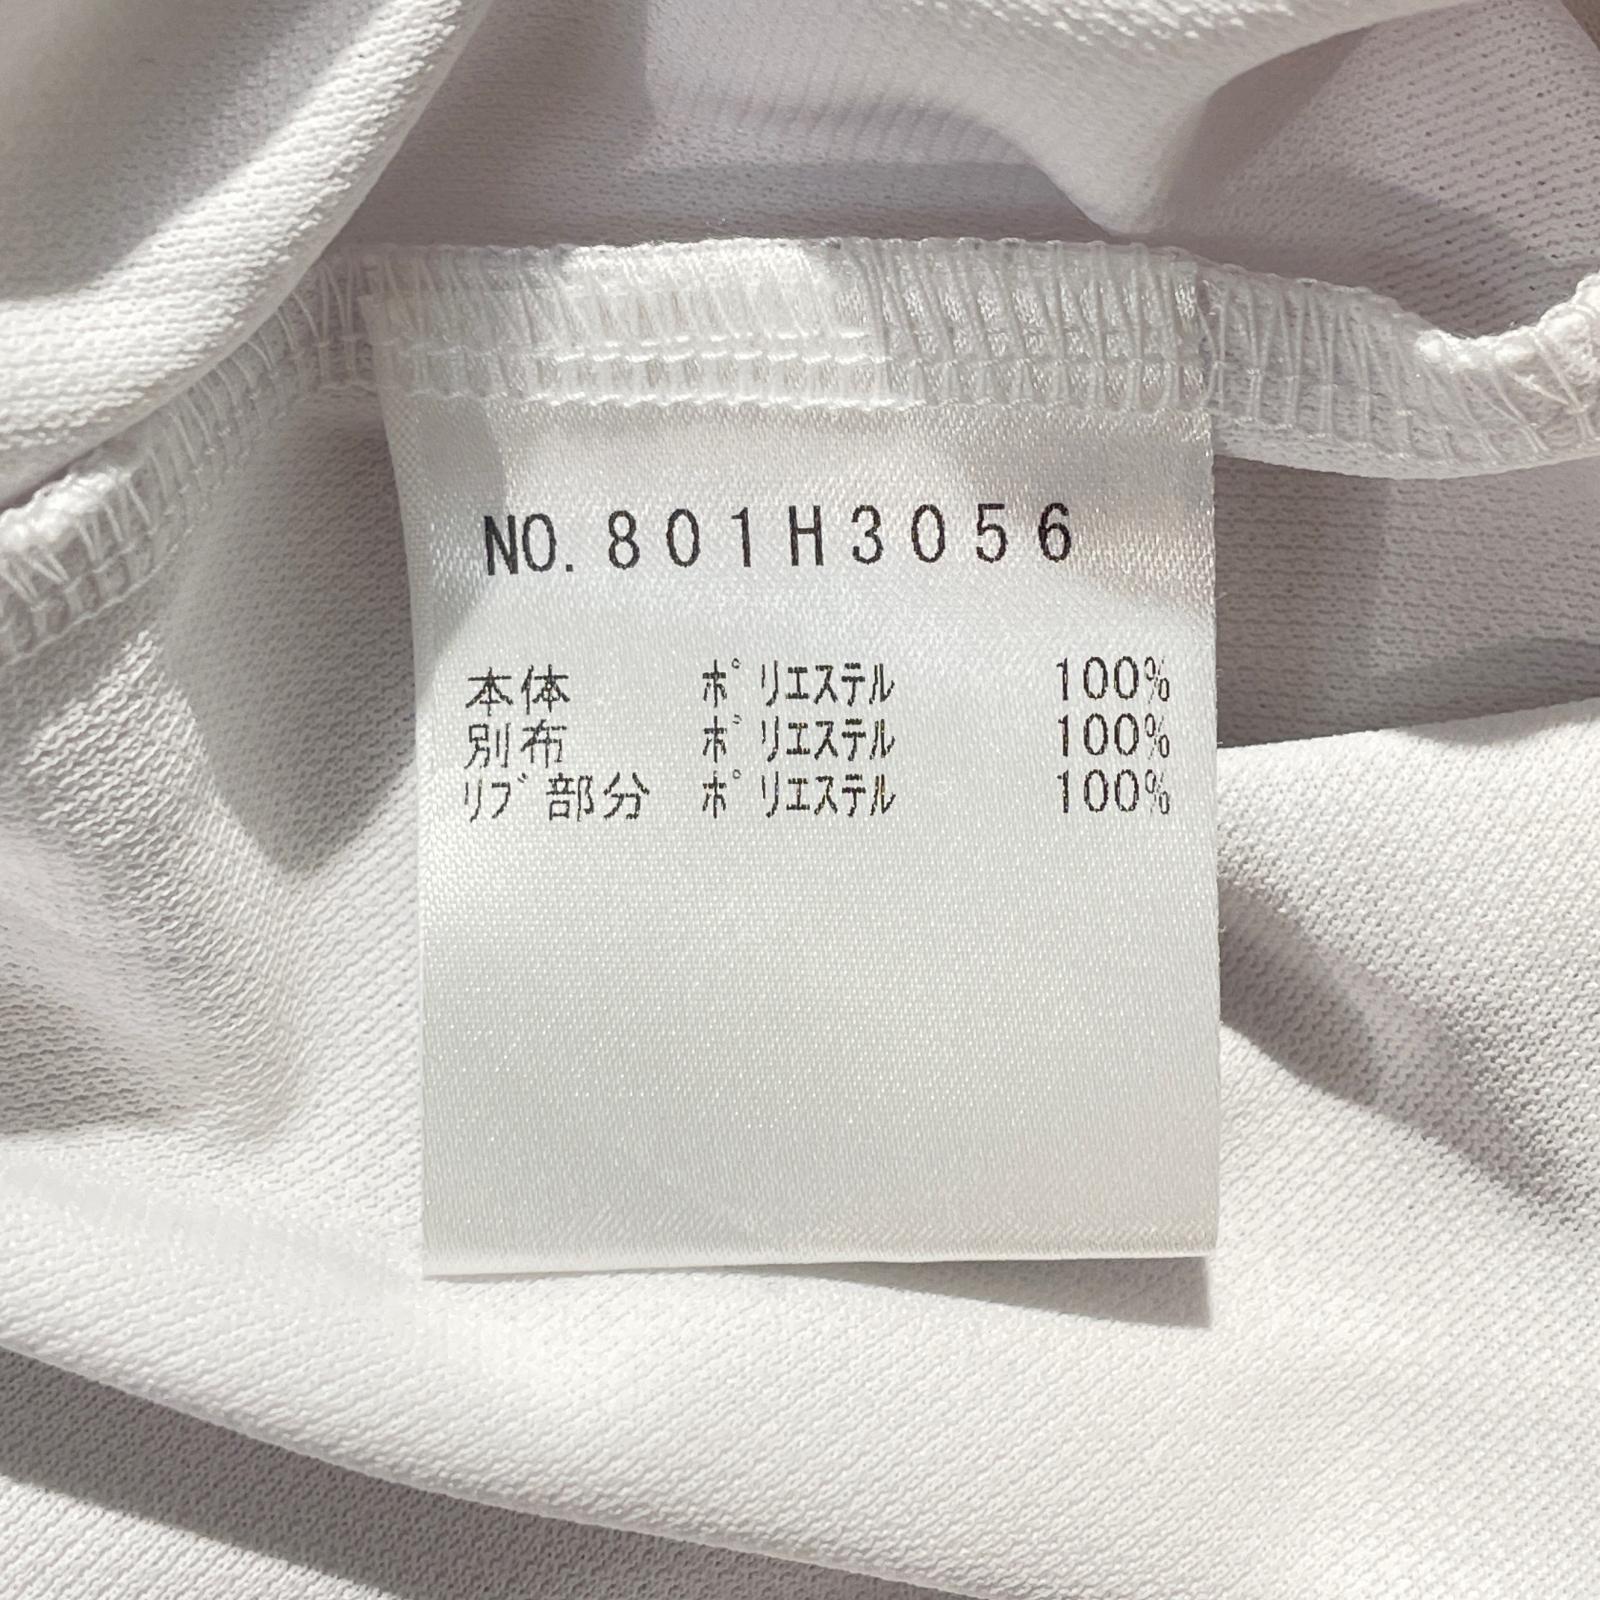 NO.801H3056
本体 ﾎﾟﾘｴｽﾃﾙ 100%
別布 ﾎﾟﾘｴｽﾃﾙ 100%
ﾘﾌﾞ部分 ﾎﾟﾘｴｽﾃﾙ 100%